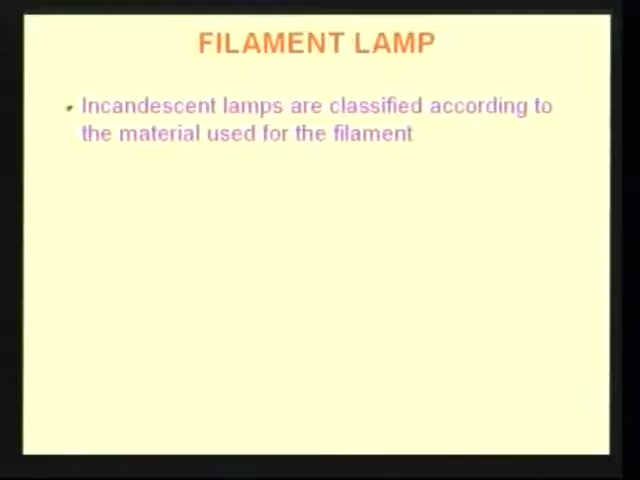 FILAMENT LAMP
Incandescent lamps are classified according to
the material used for the filament